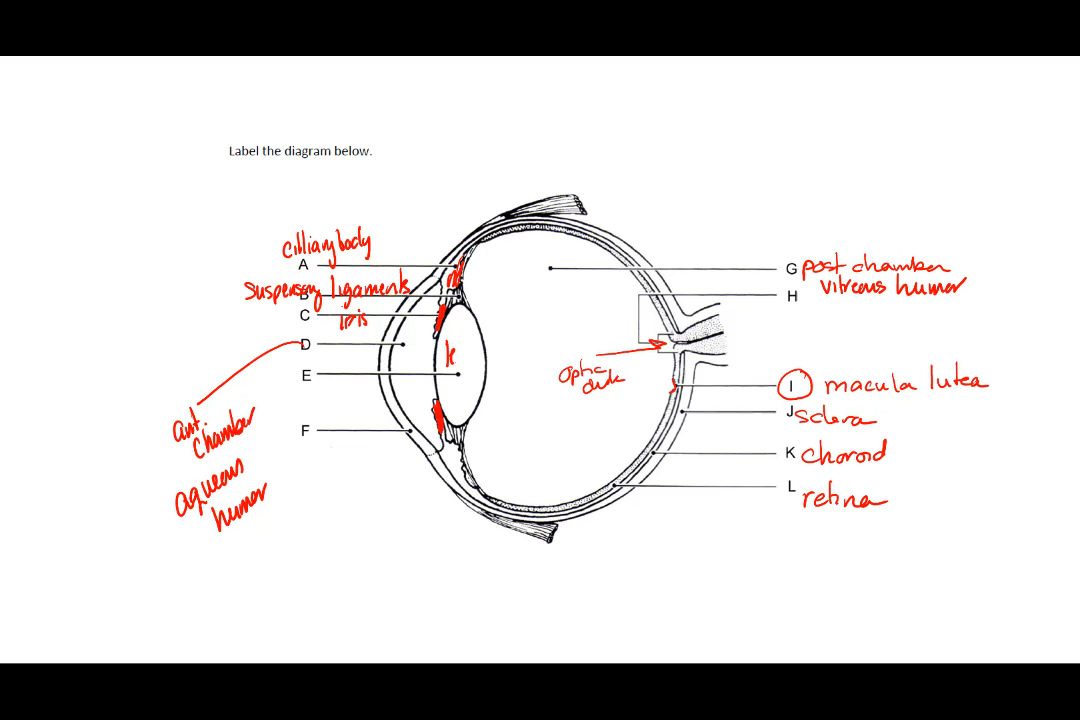 Label the diagram below.
cilliary body
A
suspensory ligaments
B
C
iris
D
E
F
ant.
chamber
aqueous
humor
optic
disk
G post chamber
vitreous humor
H
I macula lutea
J sclera
K choroid
L
retina